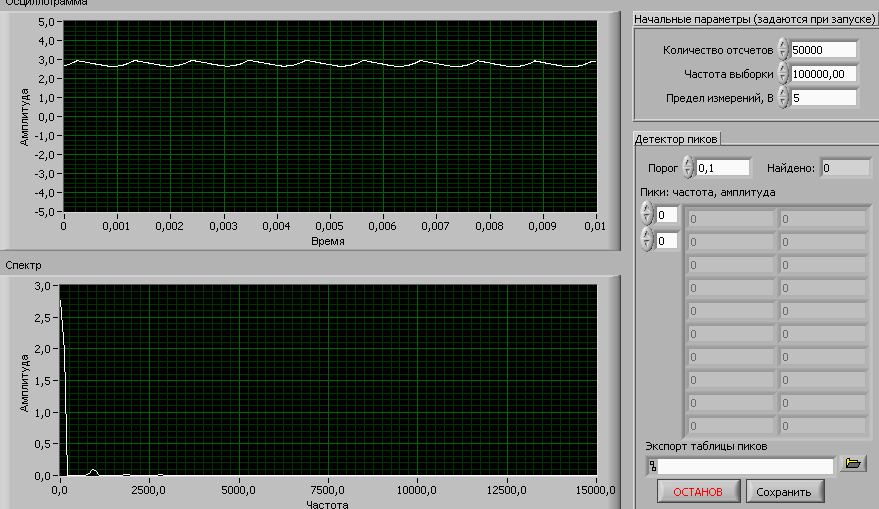 Осциллограмма
5,0
4,0
3,0
2,0
1,0
0,0
-1,0
-2,0
-3,0
-4,0
-5,0
Амплитуда
0 0,001 0,002 0,003 0,004 0,005 0,006 0,007 0,008 0,009 0,01
Время
Спектр
3,0
2,5
2,0
1,5
1,0
0,5
0,0
Амплитуда
0,0 2500,0 5000,0 7500,0 10000,0 12500,0 15000,0
Частота
Начальные параметры (задаются при запуске)
Количество отсчетов 50000
Частота выборки 100000,00
Предел измерений, В 5
Детектор пиков
Порог 0,1 Найдено: 0
Пики: частота, амплитуда
0 0 0
0 0 0
0 0
0 0
0 0
0 0
0 0
0 0
0 0
0 0
Экспорт таблицы пиков
ОСТАНОВ Сохранить